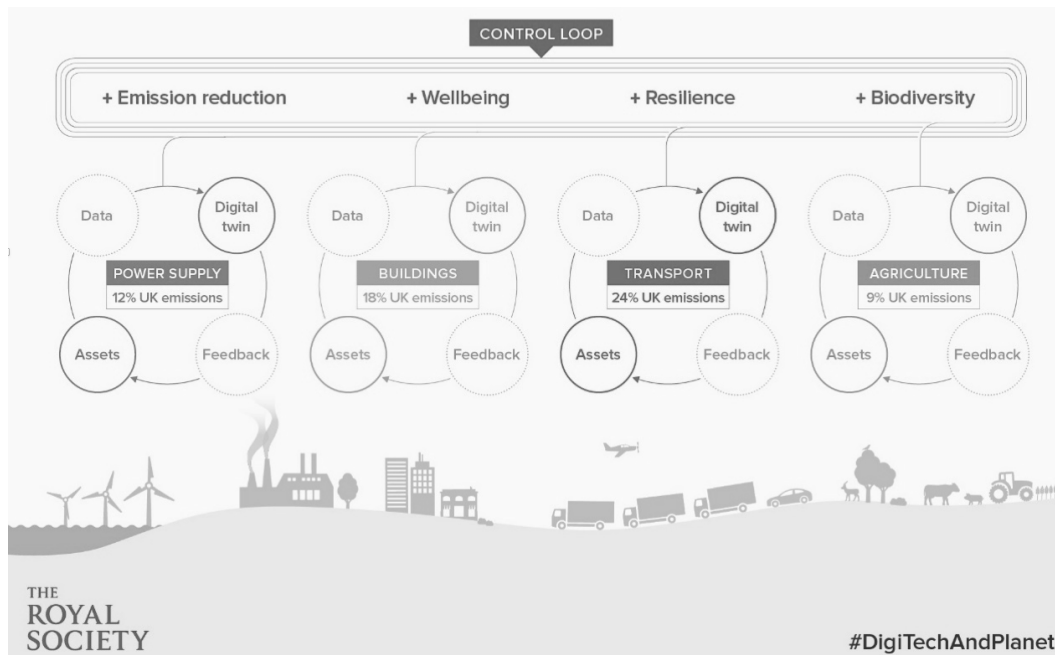 CONTROL LOOP
+ Emission reduction
+ Wellbeing
+ Resilience
+ Biodiversity
Data
Digital
twin
POWER SUPPLY
12% UK emissions
Assets
Feedback
Data
Digital
twin
BUILDINGS
18% UK emissions
Assets
Feedback
Data
Digital
twin
TRANSPORT
24% UK emissions
Assets
Feedback
Data
Digital
twin
AGRICULTURE
9% UK emissions
Assets
Feedback
THE
ROYAL
SOCIETY
#DigiTechAndPlanet